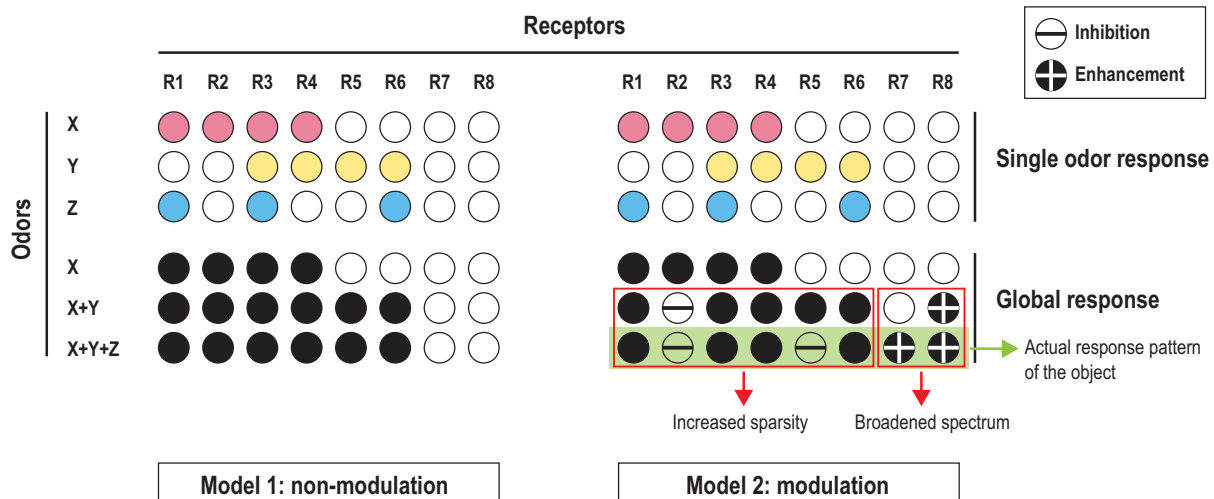 Receptors
Inhibition
Enhancement
R1 R2 R3 R4 R5 R6 R7 R8
R1 R2 R3 R4 R5 R6 R7 R8
Odors
X
Y
Z
Single odor response
X
X+Y
X+Y+Z
Global response
Actual response pattern
of the object
Increased sparsity
Broadened spectrum
Model 1: non-modulation
Model 2: modulation